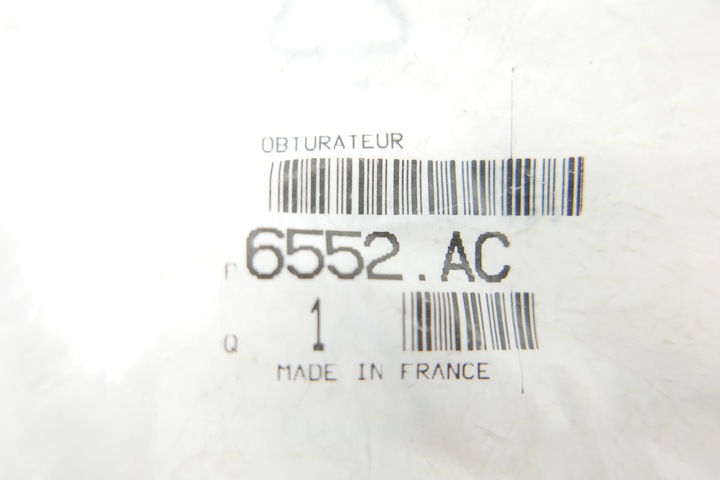 OBTURATEUR
P 6552.AC
Q 1
MADE IN FRANCE